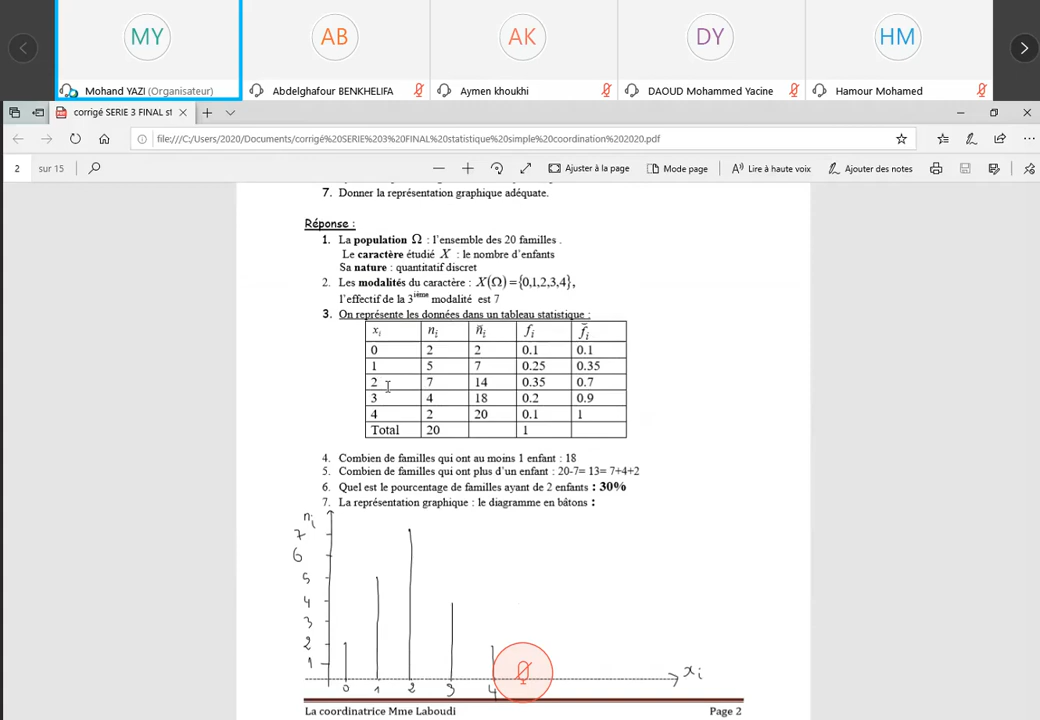 MY
AB
AK
DY
HM
Mohand YAZI (Organisateur)
Abdelghafour BENKHELIFA
Aymen khoukhi
DAOUD Mohammed Yacine
Hamour Mohamed
corrigé SERIE 3 FINAL st
file:///C:/Users/2020/Documents/corrigé%20SERIE%203%20FINAL%20statistique%20simple%20coordination%202020.pdf
2 sur 15
Ajuster à la page
Mode page
Lire à haute voix
Ajouter des notes
7. Donner la représentation graphique adéquate.
Réponse :
1. La population Ω : l'ensemble des 20 familles .
Le caractère étudié X : le nombre d'enfants
Sa nature : quantitatif discret
2. Les modalités du caractère : X(Ω) = {0,1,2,3,4},
l'effectif de la 3ième modalité est 7
3. On représente les données dans un tableau statistique :
xi ni n̄i fi f̄i
0 2 2 0.1 0.1
1 5 7 0.25 0.35
2 7 14 0.35 0.7
3 4 18 0.2 0.9
4 2 20 0.1 1
Total 20 1
4. Combien de familles qui ont au moins 1 enfant : 18
5. Combien de familles qui ont plus d'un enfant : 20-7= 13= 7+4+2
6. Quel est le pourcentage de familles ayant de 2 enfants : 30%
7. La représentation graphique : le diagramme en bâtons :
ni
7
6
5
4
3
2
1
0 1 2 3 4
xi
La coordinatrice Mme Laboudi
Page 2